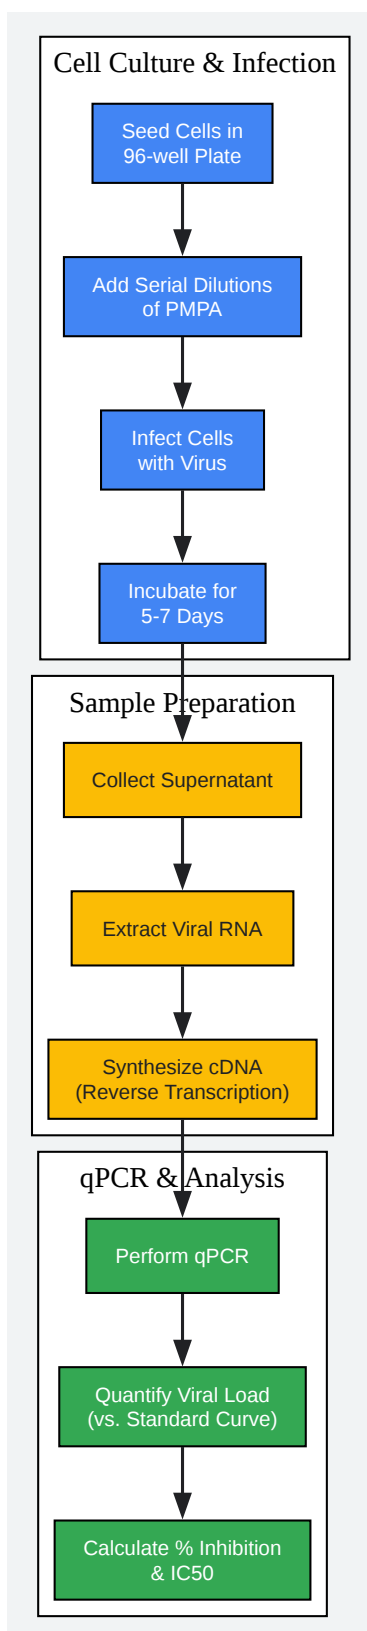 Cell Culture & Infection
Seed Cells in
96-well Plate
Add Serial Dilutions
of PMPA
Infect Cells
with Virus
Incubate for
5-7 Days
Sample Preparation
Collect Supernatant
Extract Viral RNA
Synthesize cDNA
(Reverse Transcription)
qPCR & Analysis
Perform qPCR
Quantify Viral Load
(vs. Standard Curve)
Calculate % Inhibition
& IC50